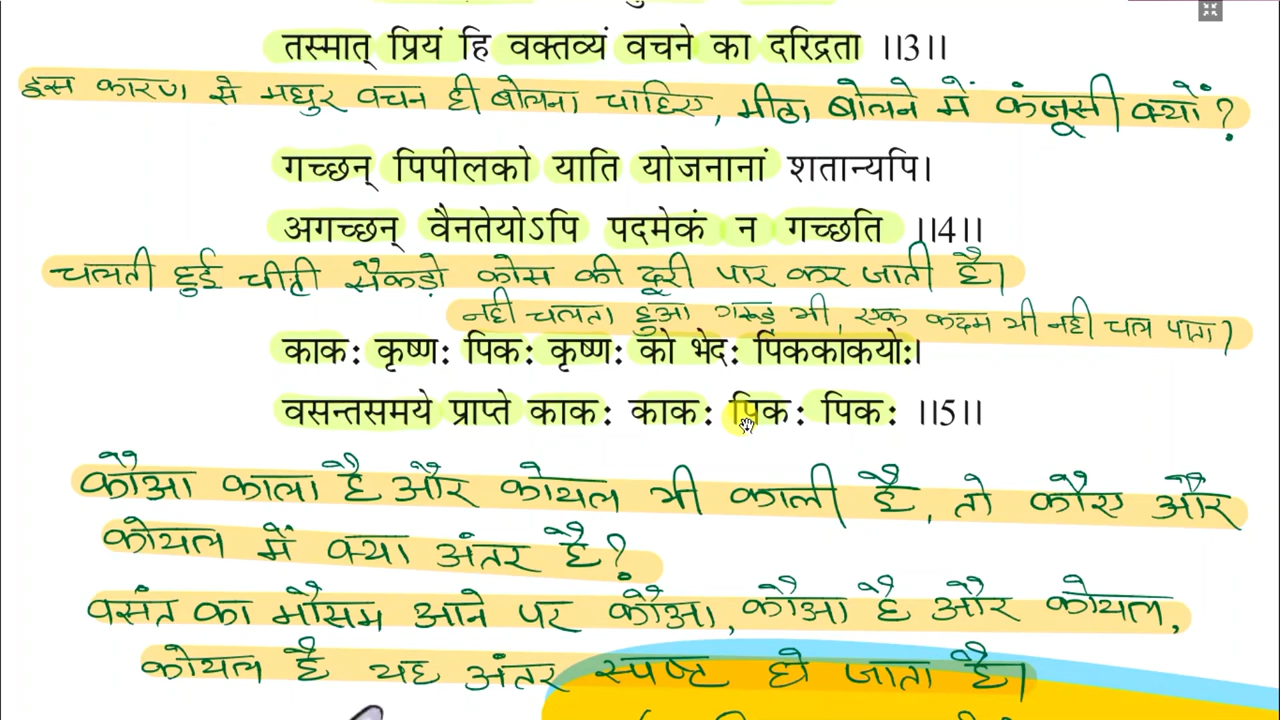 तस्मात् प्रियं हि वक्तव्यं वचने का दरिद्रता ।।3।।
इस कारण से मधुर वचन ही बोलना चाहिए, मीठा बोलने में कंजूसी क्यों?
गच्छन् पिपीलको याति योजनानां शतान्यपि।
अगच्छन् वैनतेयोऽपि पदमेकं न गच्छति ।।4।।
चलती हुई चींटी सैकड़ो कोस की दूरी पार कर जाती है।
नही चलता हुआ गरूड़ भी, एक कदम भी नही चल पाता।
काकः कृष्णः पिकः कृष्णः को भेदः पिककाकयोः।
वसन्तसमये प्राप्ते काकः काकः पिकः पिकः ।।5।।
कौआ काला है और कोयल भी काली है, तो कौए और
कोयल में क्या अंतर है?
वसंत का मौसम आने पर कौआ, कौआ है और कोयल,
कोयल है यह अंतर स्पष्ट हो जाता है।